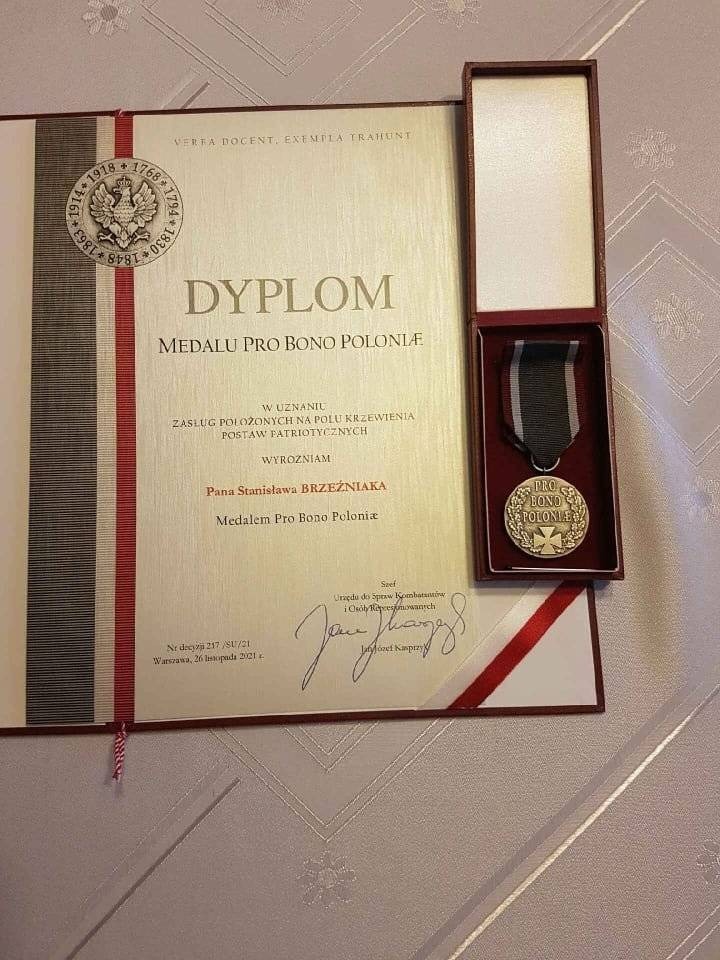 VERBA DOCENT, EXEMPLA TRAHUNT
1768 * 1794 * 1830 * 1848 * 1863 * 1914 * 1918 *
DYPLOM
MEDALU PRO BONO POLONIÆ
W UZNANIU
ZASŁUG POŁOŻONYCH NA POLU KRZEWIENIA
POSTAW PATRIOTYCZNYCH
WYRÓŻNIAM
Pana Stanisława BRZEŹNIAKA
Medalem Pro Bono Poloniæ
Szef
Urzędu do Spraw Kombatantów
i Osób Represjonowanych
Jan Józef Kasprzyk
Nr decyzji 217 /SU/21
Warszawa, 26 listopada 2021 r.
PRO
BONO
POLONIÆ